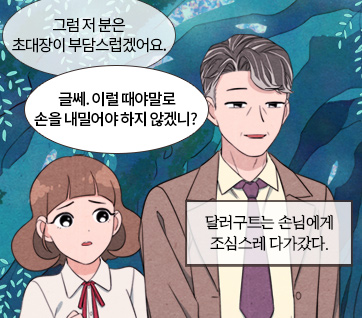 그럼 저 분은
초대장이 부담스럽겠어요.
글쎄. 이럴 때야말로
손을 내밀어야 하지 않겠니?
달러구트는 손님에게
조심스레 다가갔다.